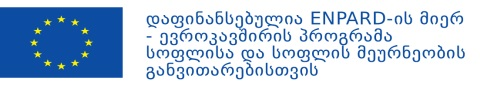 დაფინანსებულია ENPARD-ის მიერ
- ევროკავშირის პროგრამა
სოფლისა და სოფლის მეურნეობის
განვითარებისთვის